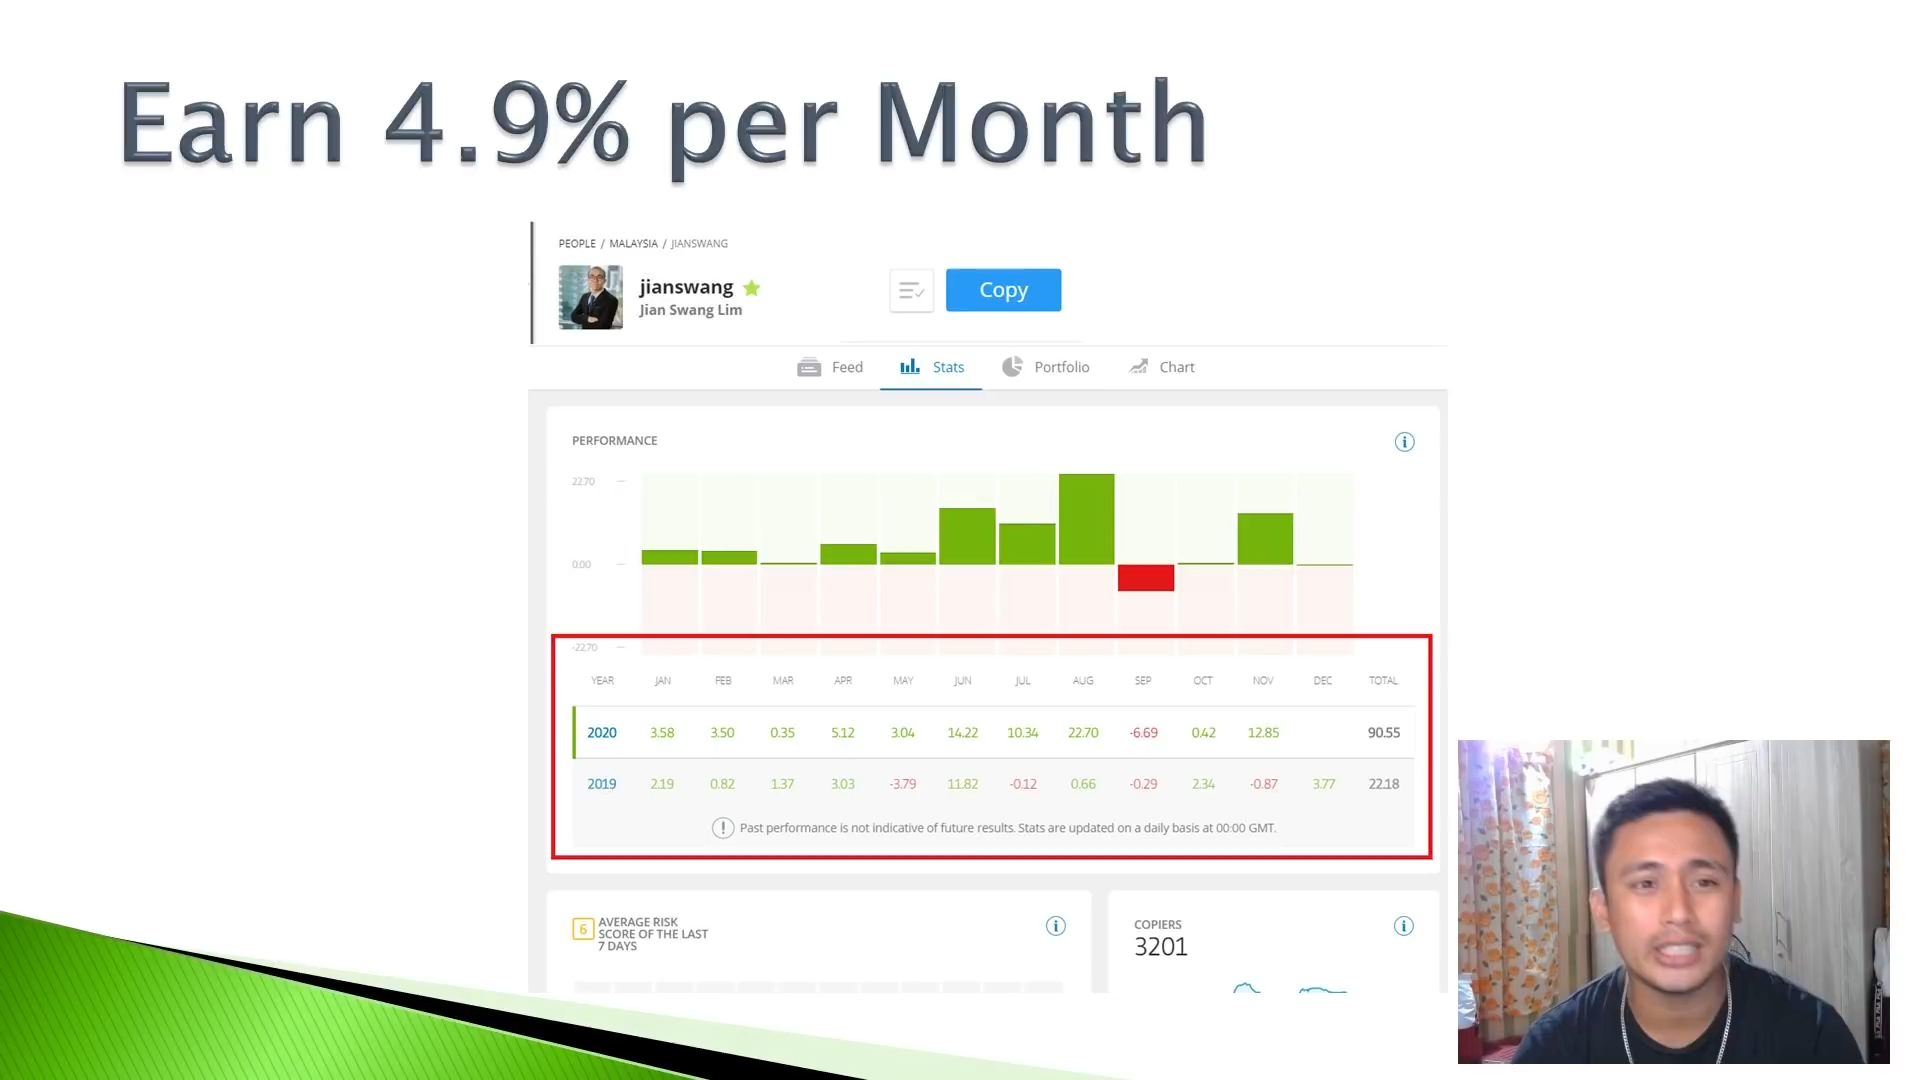 Earn 4.9% per Month
PEOPLE / MALAYSIA / JIANSWANG
jianswang
Jian Swang Lim
Copy
Feed Stats Portfolio Chart
PERFORMANCE
22.70
0.00
-22.70
YEAR JAN FEB MAR APR MAY JUN JUL AUG SEP OCT NOV DEC TOTAL
2020 3.58 3.50 0.35 5.12 3.04 14.22 10.34 22.70 -6.69 0.42 12.85 90.55
2019 2.19 0.82 1.37 3.03 -3.79 11.82 -0.12 0.66 -0.29 2.34 -0.87 3.77 22.18
Past performance is not indicative of future results. Stats are updated on a daily basis at 00:00 GMT.
6 AVERAGE RISK
SCORE OF THE LAST
7 DAYS
COPIERS
3201